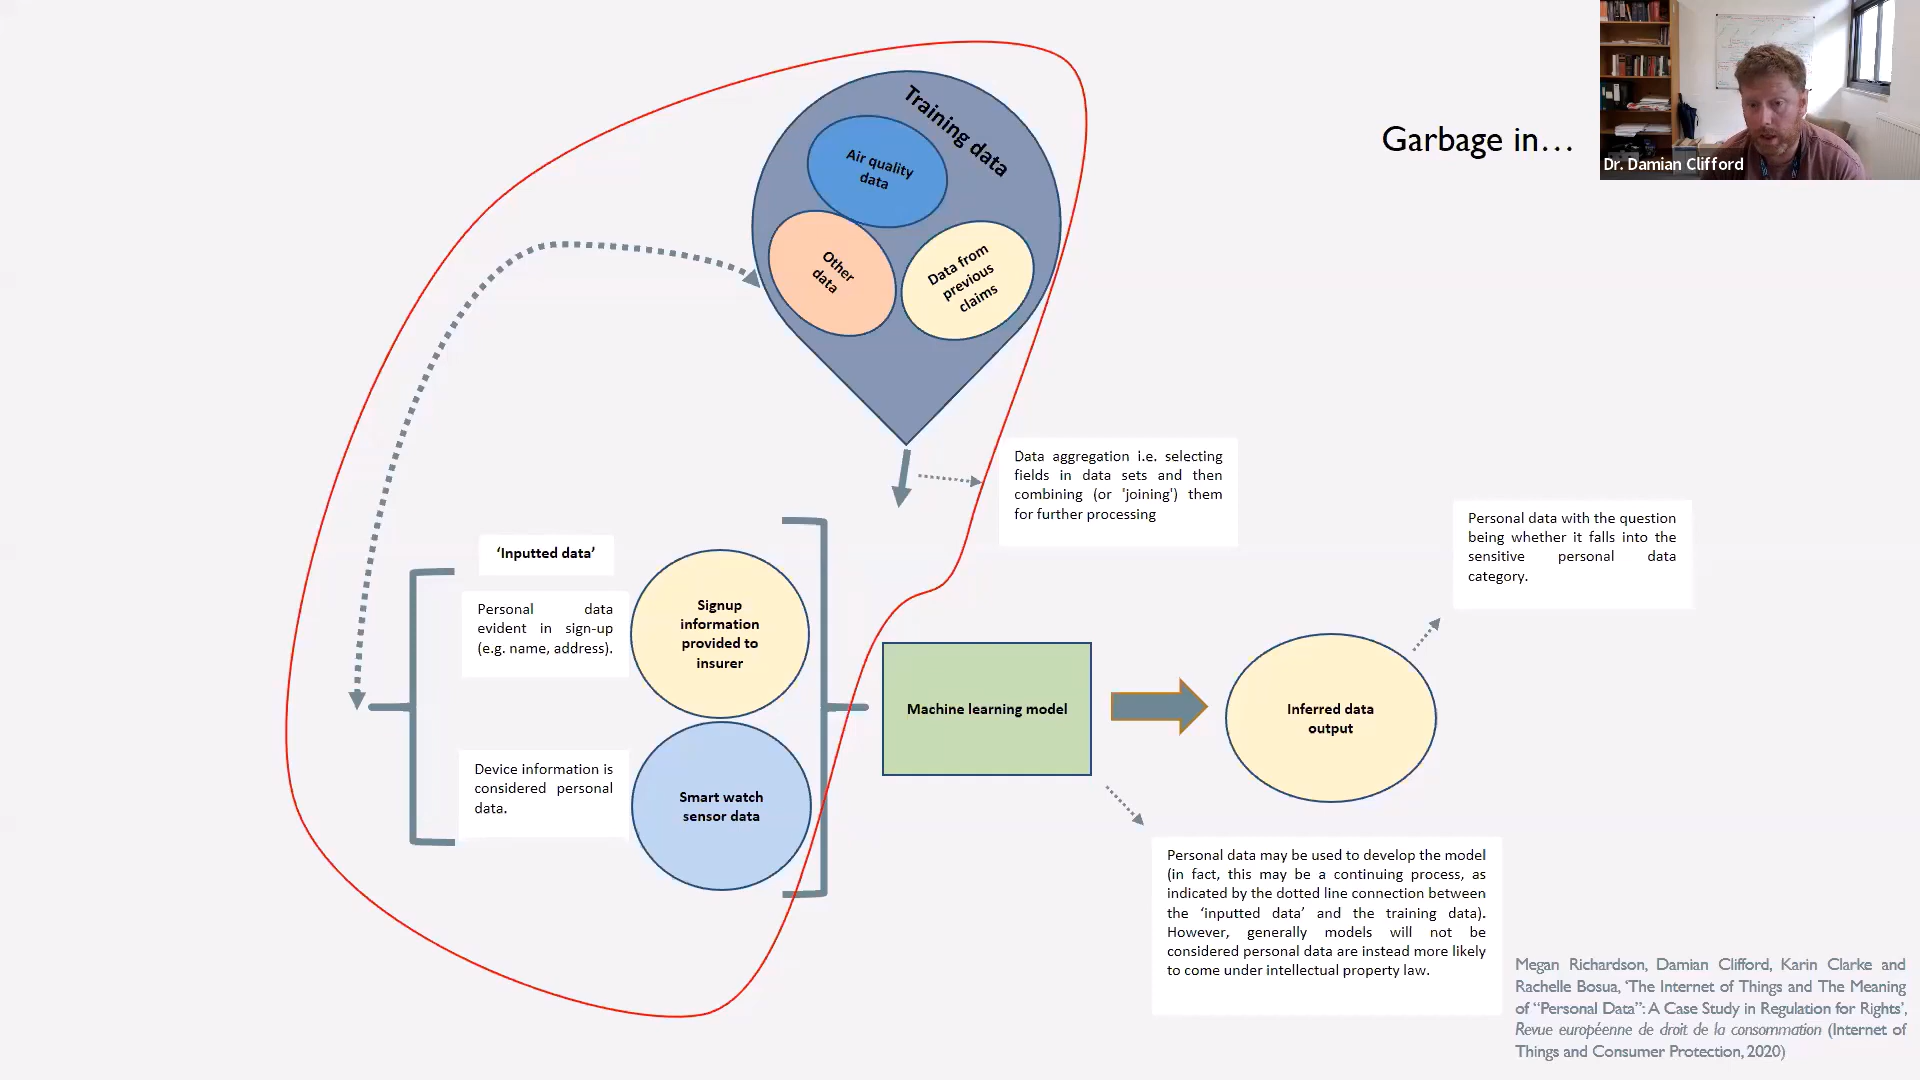 Garbage in…
Dr. Damian Clifford
Training data
Air quality
data
Other
data
Data from
previous
claims
Data aggregation i.e. selecting
fields in data sets and then
combining (or 'joining') them
for further processing
‘Inputted data’
Personal data
evident in sign-up
(e.g. name, address).
Signup
information
provided to
insurer
Device information is
considered personal
data.
Smart watch
sensor data
Machine learning model
Inferred data
output
Personal data with the question
being whether it falls into the
sensitive personal data
category.
Personal data may be used to develop the model
(in fact, this may be a continuing process, as
indicated by the dotted line connection between
the ‘inputted data’ and the training data).
However, generally models will not be
considered personal data are instead more likely
to come under intellectual property law.
Megan Richardson, Damian Clifford, Karin Clarke and
Rachelle Bosua, ‘The Internet of Things and The Meaning
of “Personal Data”: A Case Study in Regulation for Rights’,
Revue européenne de droit de la consommation (Internet of
Things and Consumer Protection, 2020)